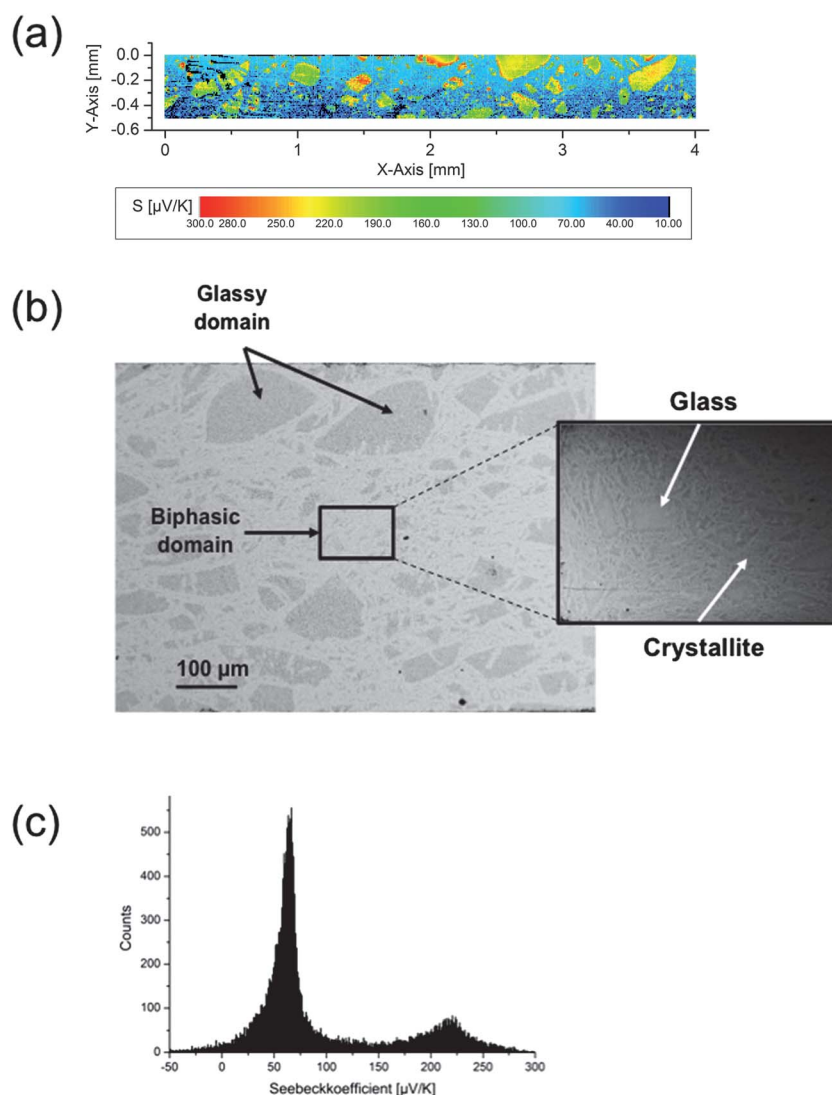 (a)
Y-Axis [mm]
0.0
-0.2
-0.4
-0.6
0 1 2 3 4
X-Axis [mm]
S [µV/K]
300.0 280.0 250.0 220.0 190.0 160.0 130.0 100.0 70.00 40.00 10.00
(b)
Glassy
domain
Glass
Biphasic
domain
Crystallite
100 µm
(c)
Counts
500
400
300
200
100
0
-50 0 50 100 150 200 250 300
Seebeckkoefficient [µV/K]